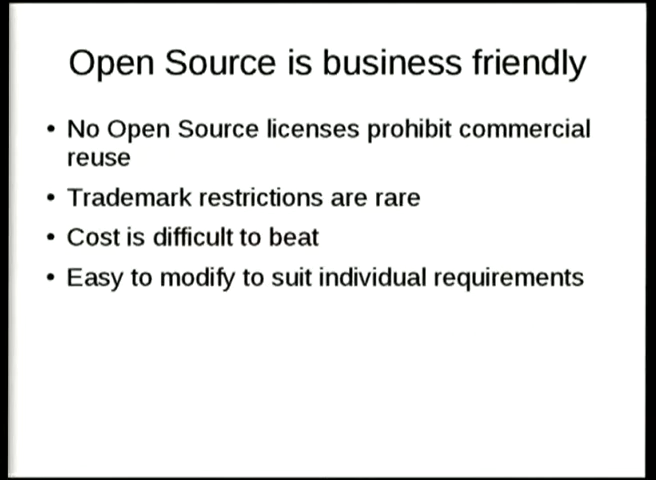 Open Source is business friendly
• No Open Source licenses prohibit commercial
reuse
• Trademark restrictions are rare
• Cost is difficult to beat
• Easy to modify to suit individual requirements